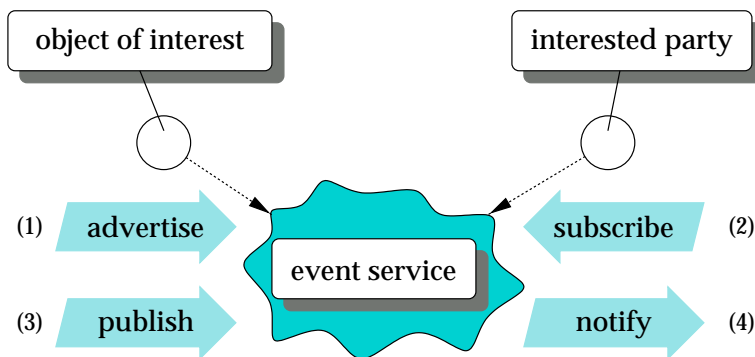 object of interest
interested party
(1) advertise
subscribe (2)
event service
(3) publish
notify (4)